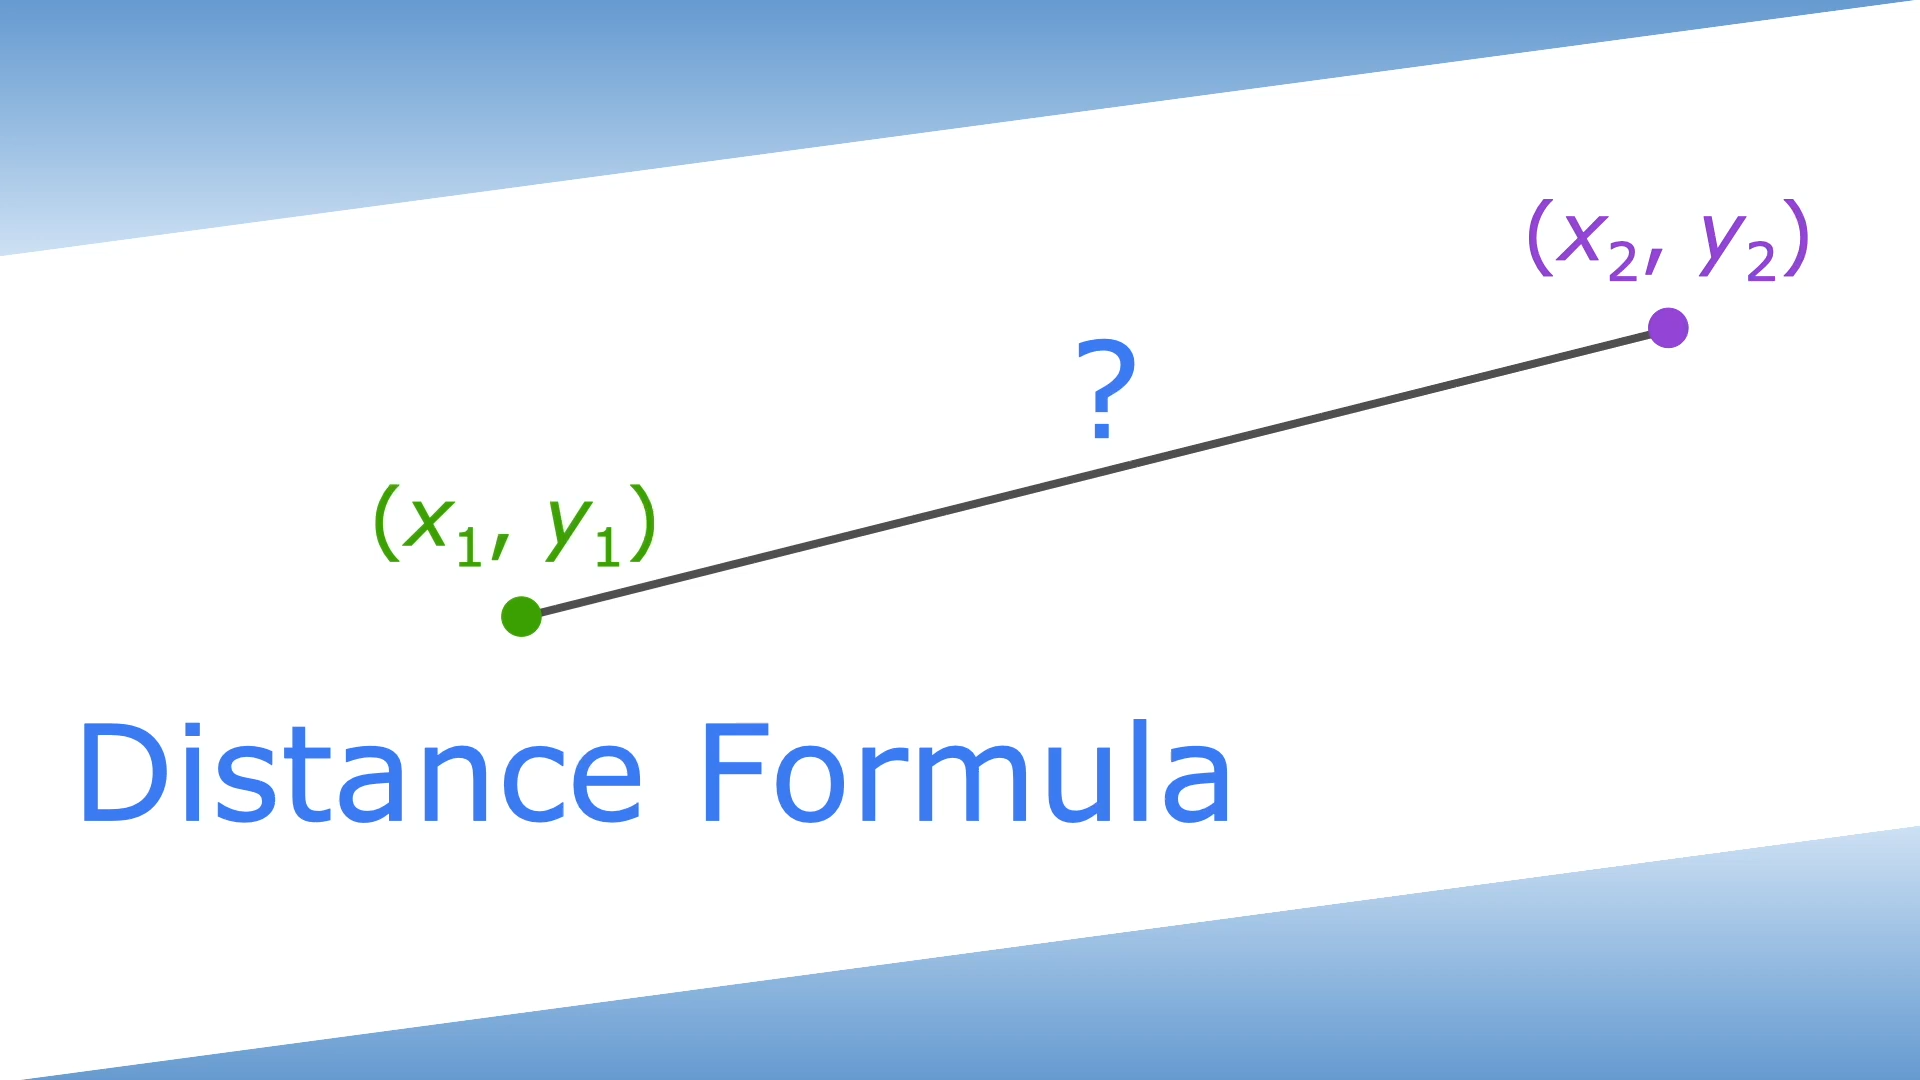 (x₂, y₂)
?
(x₁, y₁)
Distance Formula